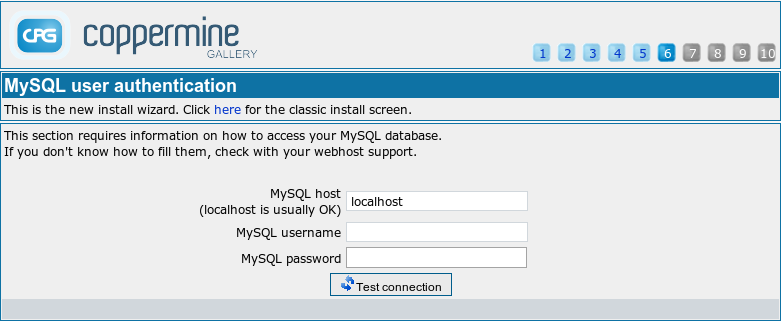 CPG coppermine
GALLERY
1 2 3 4 5 6 7 8 9 10
MySQL user authentication
This is the new install wizard. Click here for the classic install screen.
This section requires information on how to access your MySQL database.
If you don't know how to fill them, check with your webhost support.
MySQL host
(localhost is usually OK) localhost
MySQL username
MySQL password
Test connection